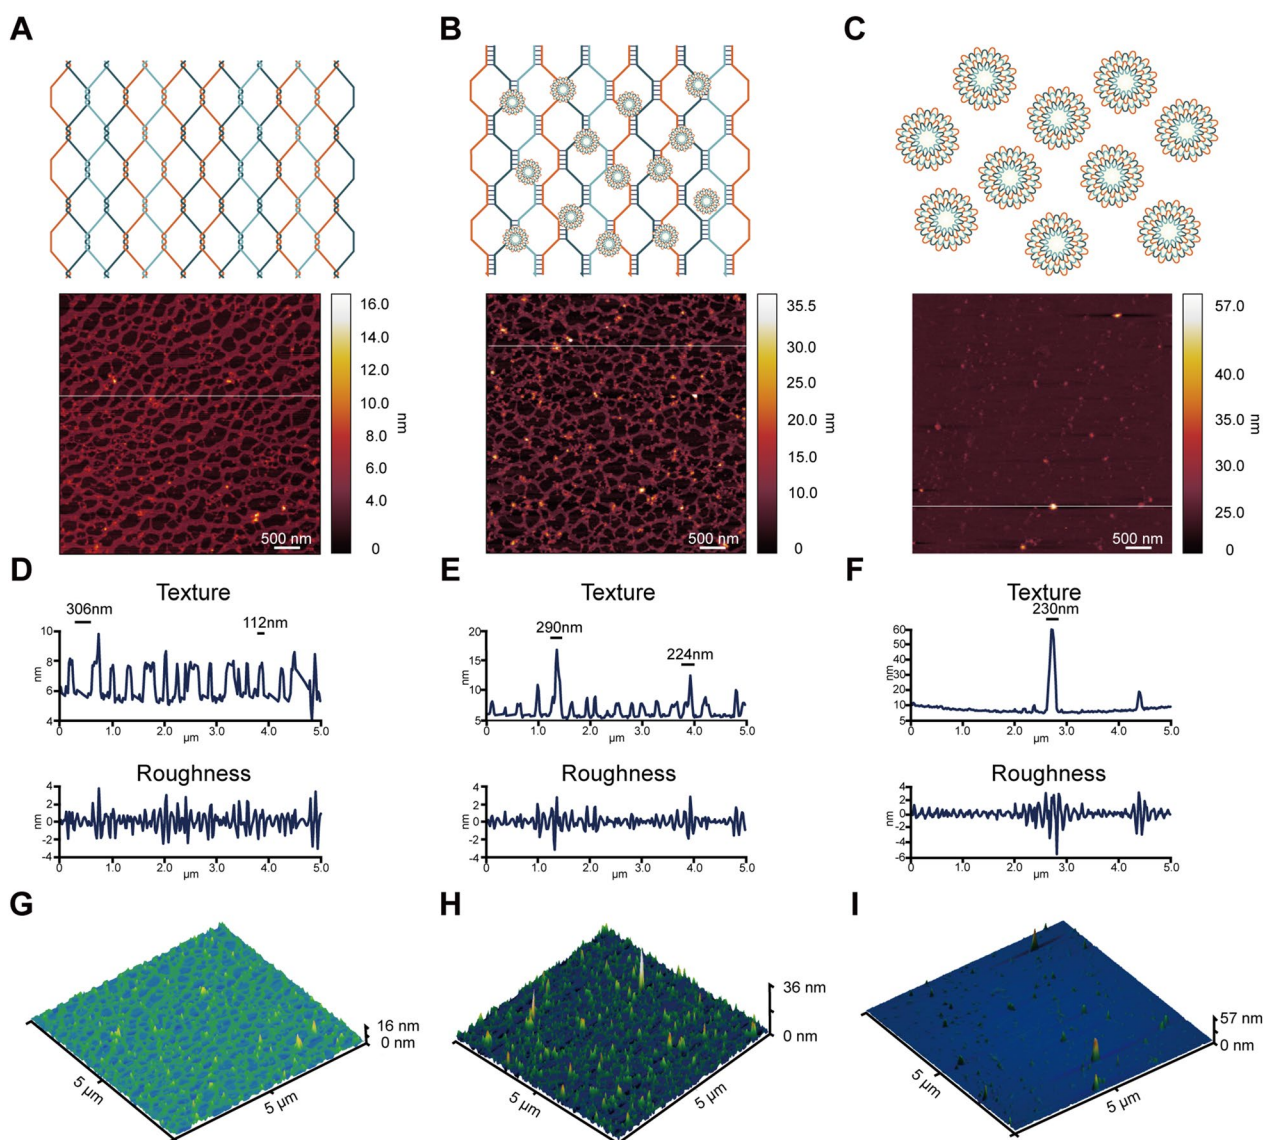 A
B
C
16.0
14.0
12.0
10.0
8.0
6.0
4.0
0
nm
500 nm
35.5
30.0
25.0
20.0
15.0
10.0
0
nm
500 nm
57.0
40.0
35.0
30.0
25.0
0
nm
500 nm
D
Texture
306nm
112nm
10
8
6
4
nm
0 1.0 2.0 3.0 4.0 5.0
µm
Roughness
4
2
0
-2
-4
nm
0 1.0 2.0 3.0 4.0 5.0
µm
E
Texture
290nm
224nm
20
15
10
5
nm
0 1.0 2.0 3.0 4.0 5.0
µm
Roughness
4
2
0
-2
-4
nm
0 1.0 2.0 3.0 4.0 5.0
µm
F
Texture
230nm
60
50
40
30
20
10
5
nm
0 1.0 2.0 3.0 4.0 5.0
µm
Roughness
4
2
0
-2
-4
-6
nm
0 1.0 2.0 3.0 4.0 5.0
µm
G
16 nm
0 nm
5 µm
5 µm
H
36 nm
0 nm
5 µm
5 µm
I
57 nm
0 nm
5 µm
5 µm